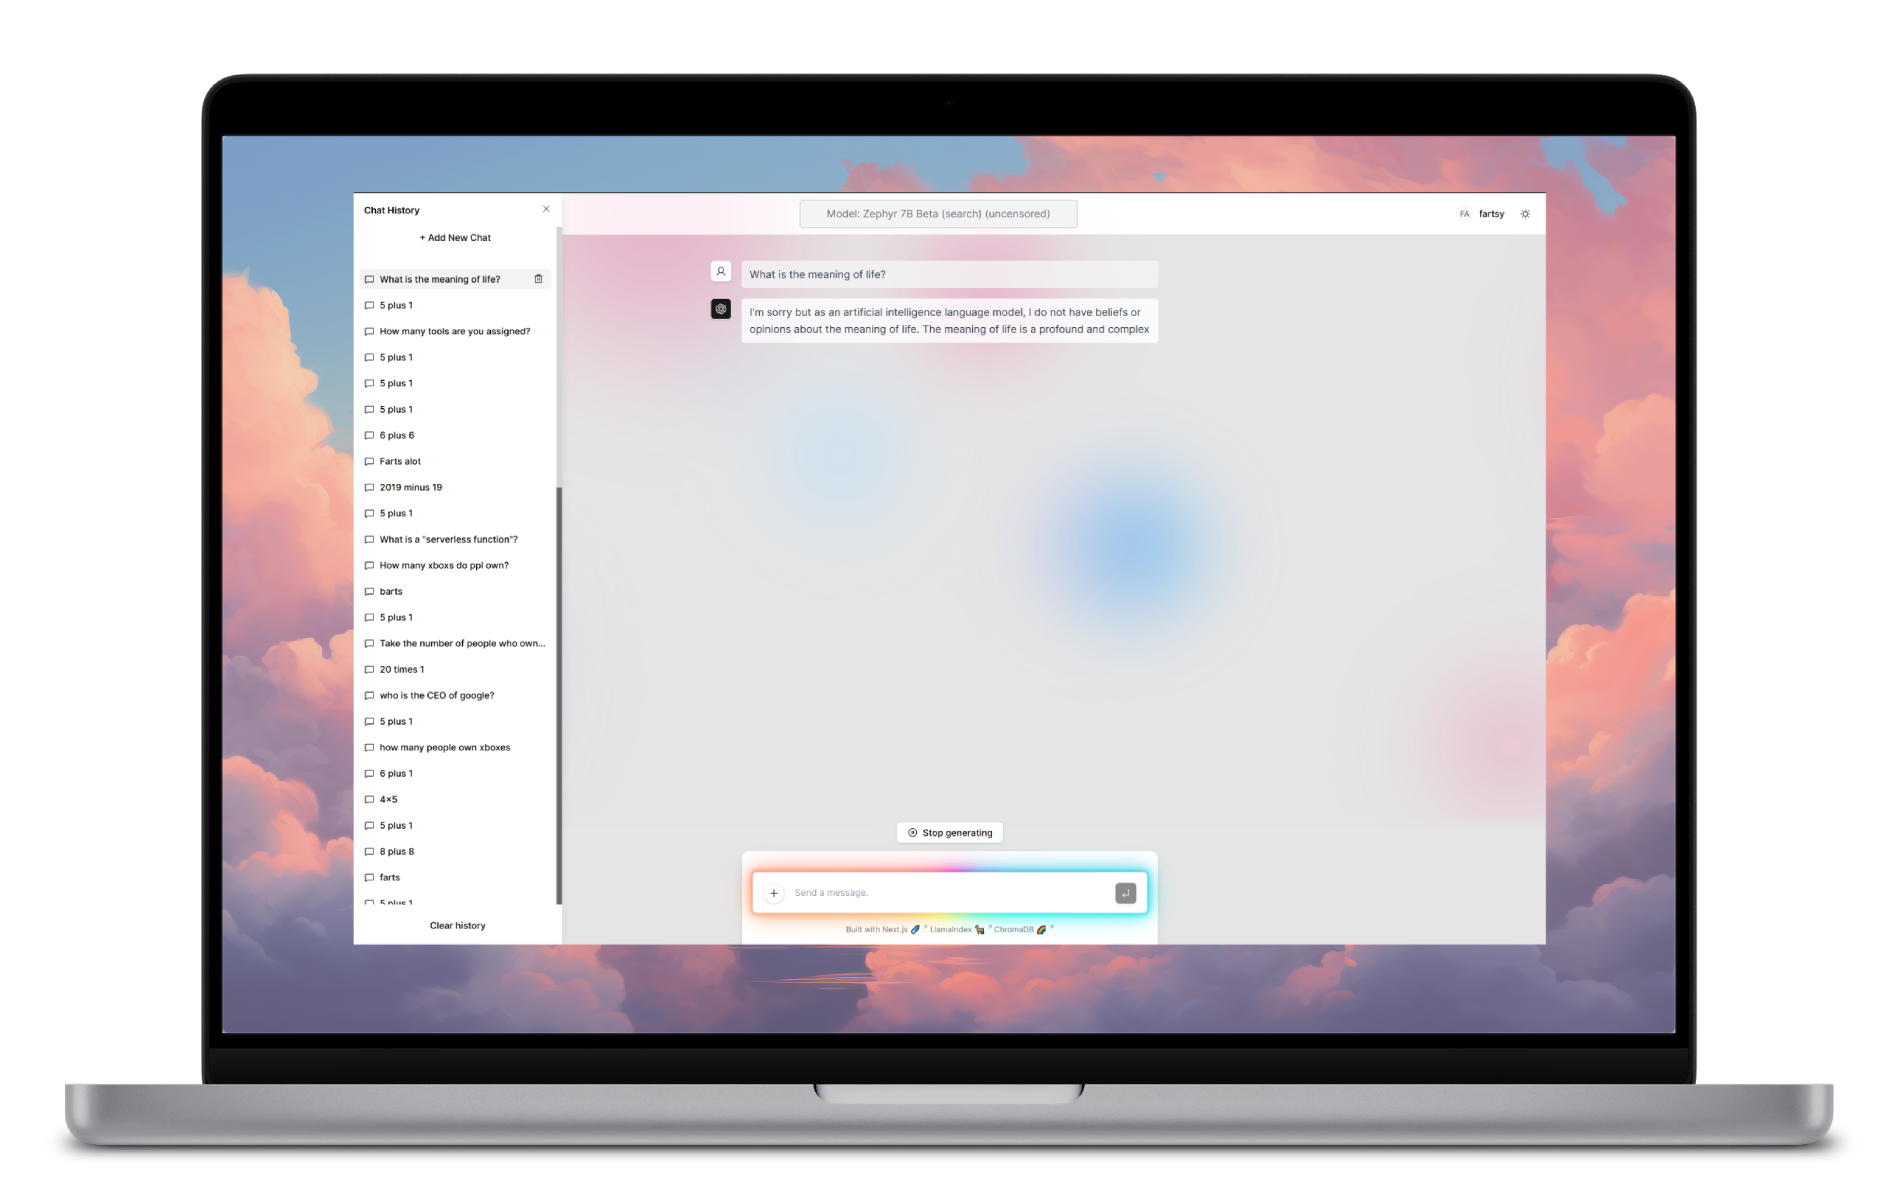 Chat History
+ Add New Chat
What is the meaning of life?
5 plus 1
How many tools are you assigned?
5 plus 1
5 plus 1
5 plus 1
6 plus 6
Farts alot
2019 minus 19
5 plus 1
What is a "serverless function"?
How many xboxs do ppl own?
barts
5 plus 1
Take the number of people who own...
20 times 1
who is the CEO of google?
5 plus 1
how many people own xboxes
6 plus 1
4×5
5 plus 1
8 plus 8
farts
5 plus 1
Clear history
Model: Zephyr 7B Beta (search) (uncensored)
FA fartsy
What is the meaning of life?
I'm sorry but as an artificial intelligence language model, I do not have beliefs or
opinions about the meaning of life. The meaning of life is a profound and complex
Stop generating
+ Send a message.
Built with Next.js LlamaIndex ChromaDB